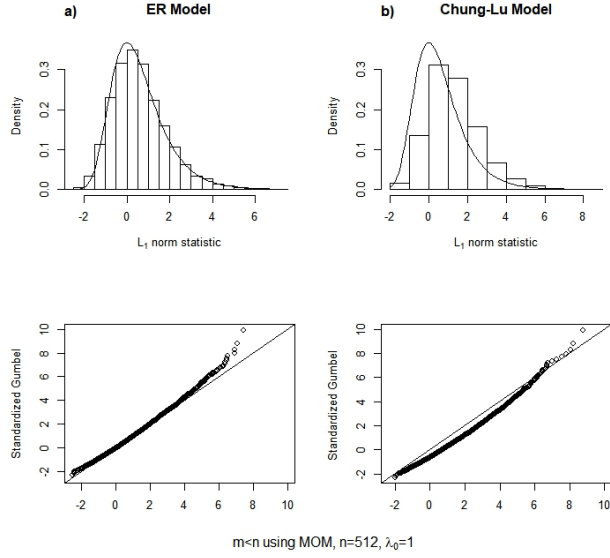 a) ER Model
b) Chung-Lu Model
Density
0.0 0.1 0.2 0.3
-2 0 2 4 6
L1 norm statistic
Density
0.0 0.1 0.2 0.3
-2 0 2 4 6 8
L1 norm statistic
Standardized Gumbel
-2 0 2 4 6 8 10
-2 0 2 4 6 8 10
Standardized Gumbel
-2 0 2 4 6 8 10
-2 0 2 4 6 8 10
m<n using MOM, n=512, λ0=1